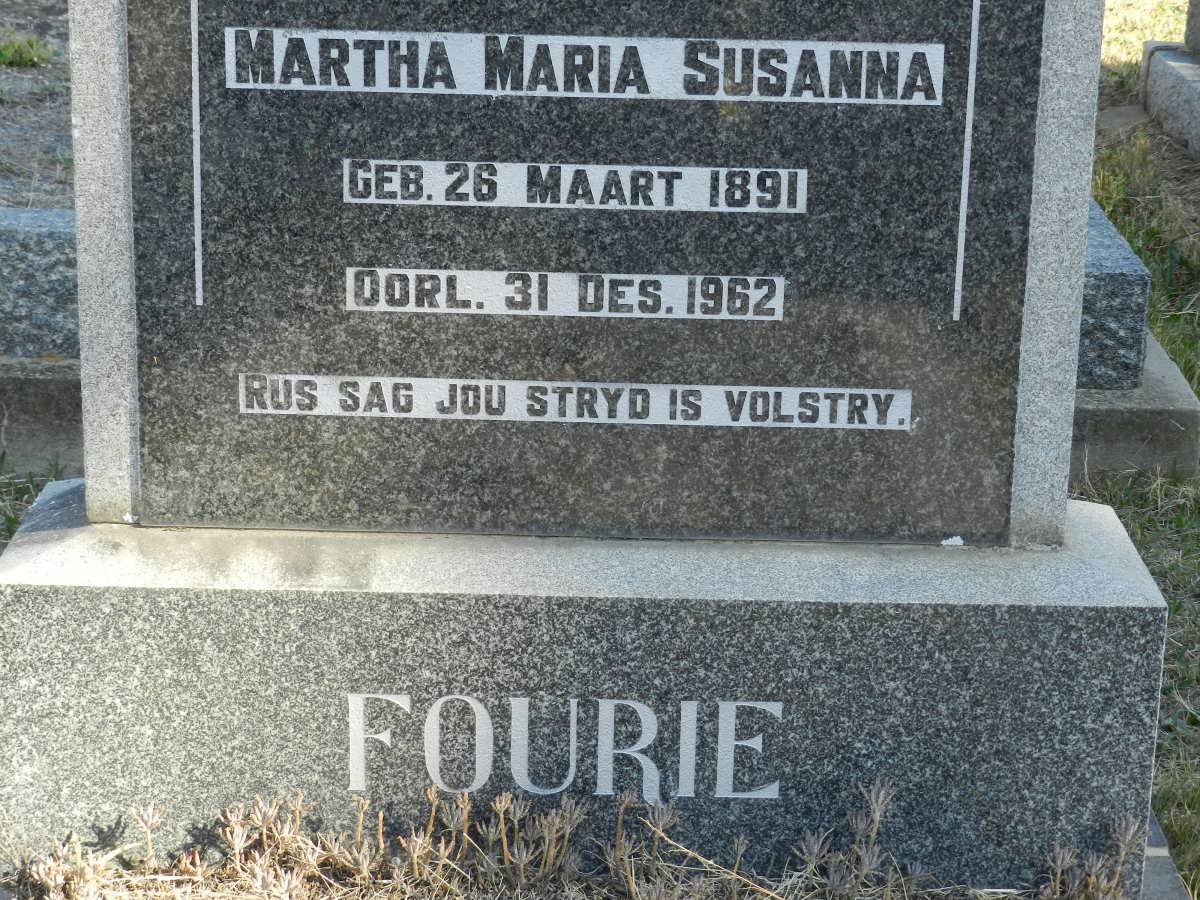 MARTHA MARIA SUSANNA
GEB. 26 MAART 1891
OORL. 31 DES. 1962
RUS SAG JOU STRYD IS VOLSTRY.
FOURIE